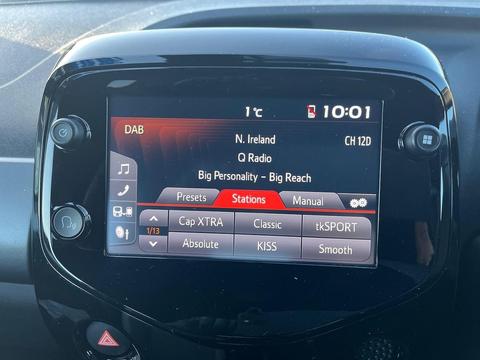 1 °C 10:01
DAB
N. Ireland CH 12D
Q Radio
Big Personality – Big Reach
Presets Stations Manual
Cap XTRA Classic tkSPORT
1/13
Absolute KISS Smooth